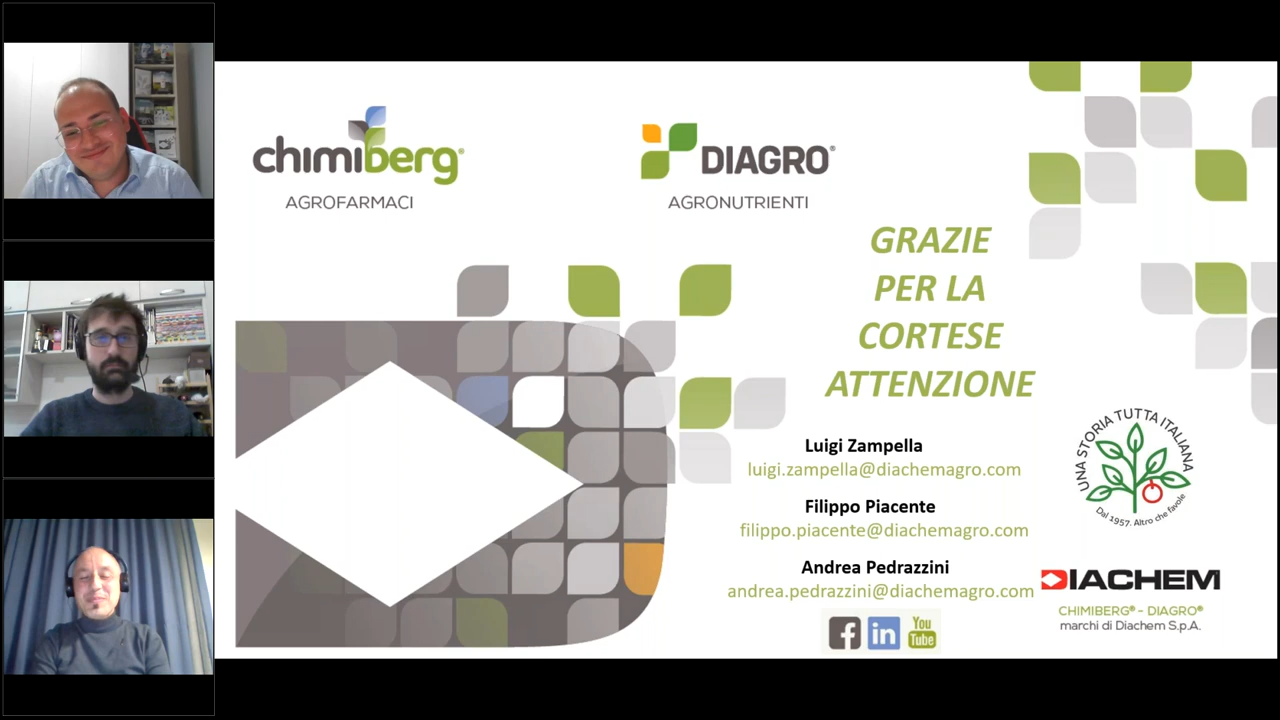 chimiberg®
AGROFARMACI
DIAGRO®
AGRONUTRIENTI
GRAZIE
PER LA
CORTESE
ATTENZIONE
Luigi Zampella
luigi.zampella@diachemagro.com
Filippo Piacente
filippo.piacente@diachemagro.com
Andrea Pedrazzini
andrea.pedrazzini@diachemagro.com
UNA STORIA TUTTA ITALIANA
Dal 1957. Altro che favole
DIACHEM
CHIMIBERG® - DIAGRO®
marchi di Diachem S.p.A.
f in You
Tube